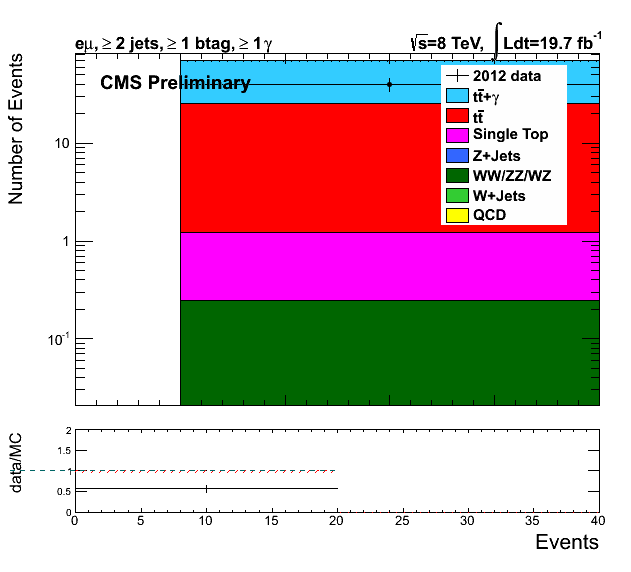 eμ, ≥ 2 jets, ≥ 1 btag, ≥ 1 γ
√s=8 TeV, ∫ Ldt=19.7 fb⁻¹
CMS Preliminary
2012 data
tt̄+γ
tt̄
Single Top
Z+Jets
WW/ZZ/WZ
W+Jets
QCD
Number of Events
10
1
10⁻¹
data/MC
2
1.5
1
0.5
0
0 5 10 15 20 25 30 35 40
Events